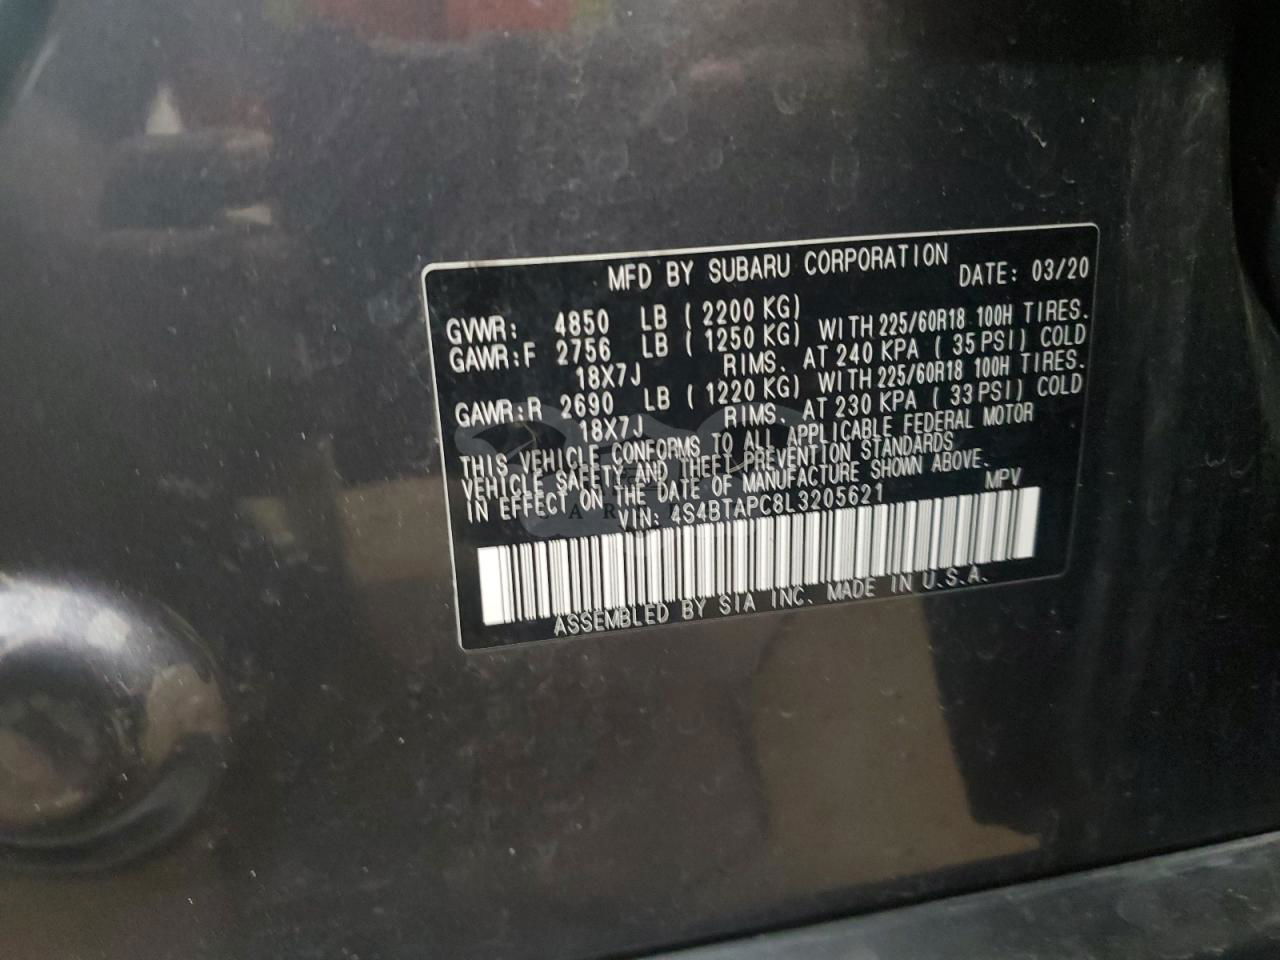 MFD BY SUBARU CORPORATION DATE: 03/20
GVWR: 4850 LB ( 2200 KG)
GAWR:F 2756 LB ( 1250 KG) WITH 225/60R18 100H TIRES.
18X7J RIMS. AT 240 KPA ( 35 PSI) COLD
GAWR:R 2690 LB ( 1220 KG) WITH 225/60R18 100H TIRES.
18X7J RIMS. AT 230 KPA ( 33 PSI) COLD
THIS VEHICLE CONFORMS TO ALL APPLICABLE FEDERAL MOTOR
VEHICLE SAFETY AND THEFT PREVENTION STANDARDS
IN EFFECT ON THE DATE OF MANUFACTURE SHOWN ABOVE.
VIN: 4S4BTAPC8L3205621 MPV
ASSEMBLED BY SIA INC. MADE IN U.S.A.